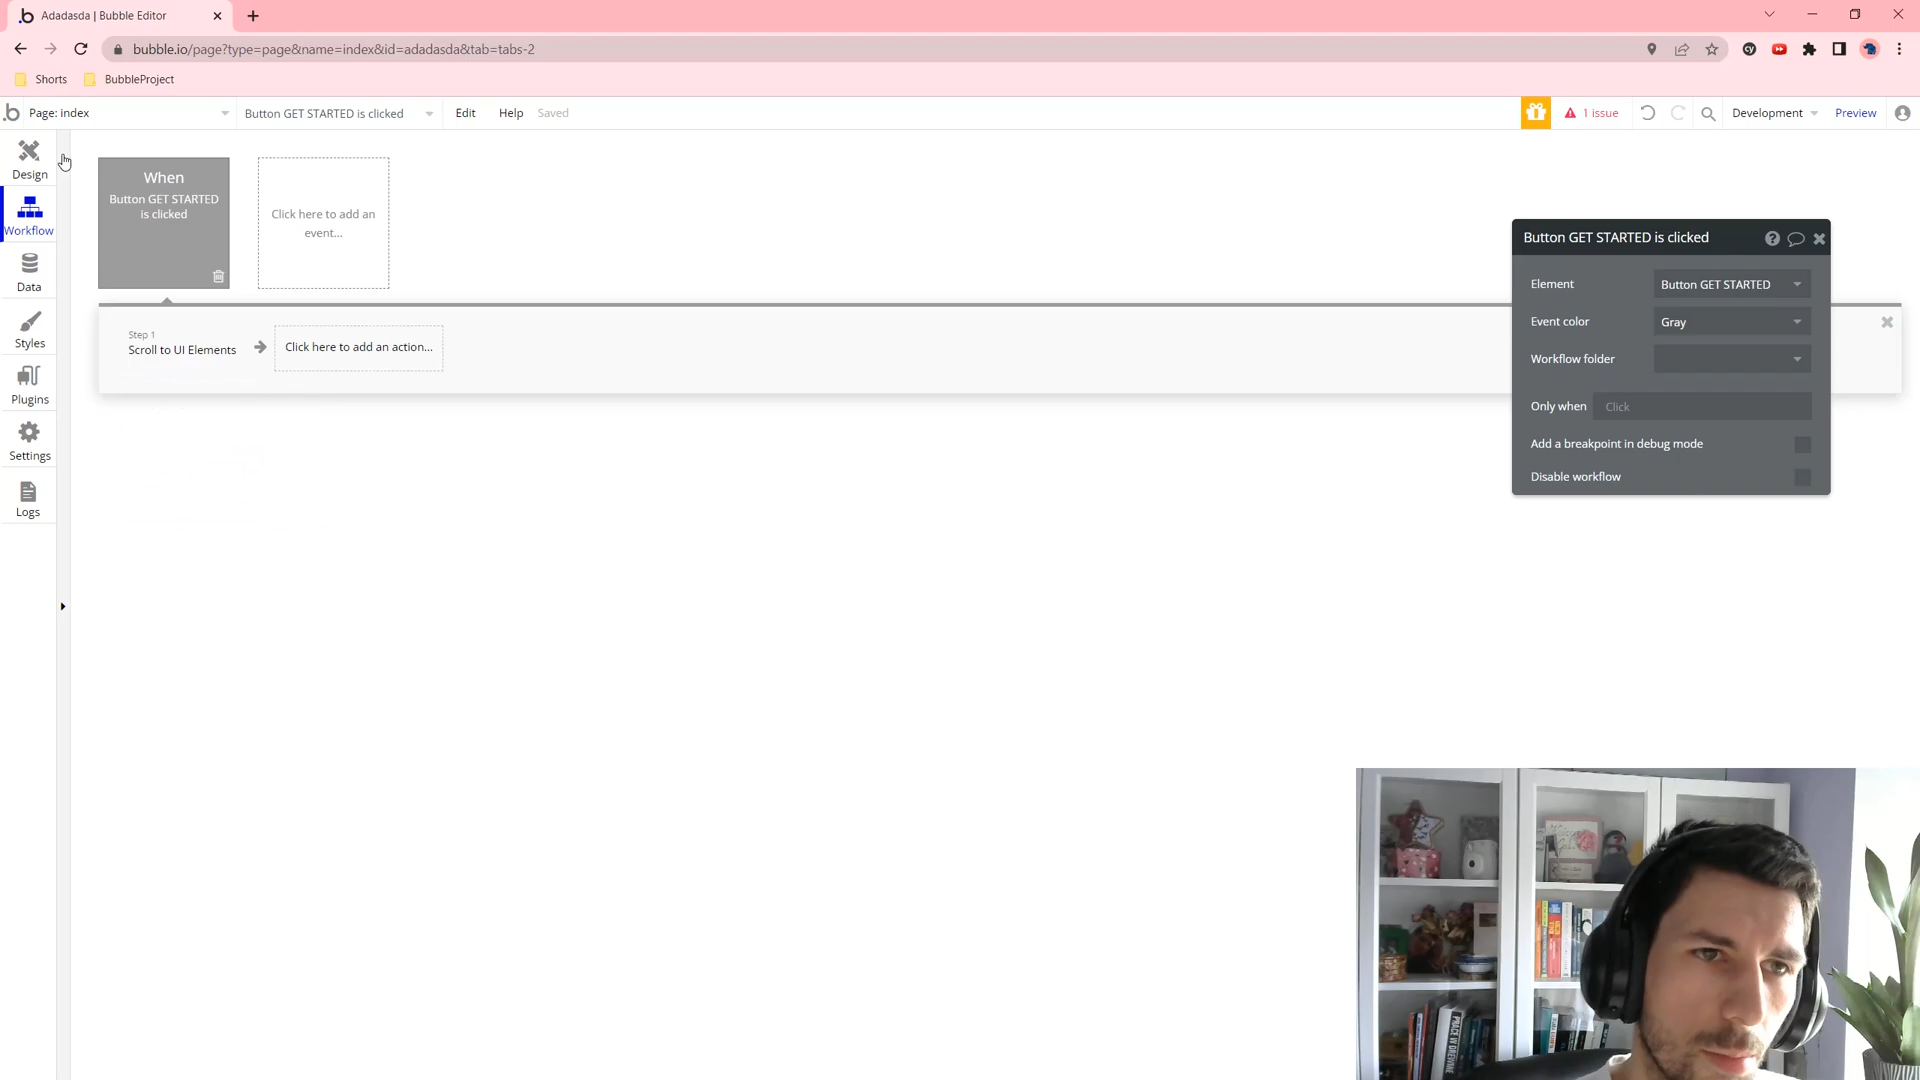 Adadasda | Bubble Editor
bubble.io/page?type=page&name=index&id=adadasda&tab=tabs-2
Shorts
BubbleProject
Page: index
Button GET STARTED is clicked
Edit
Help
Saved
1 issue
Development
Preview
Design
Workflow
Data
Styles
Plugins
Settings
Logs
When
Button GET STARTED
is clicked
Click here to add an
event...
Step 1
Scroll to UI Elements
Click here to add an action...
Button GET STARTED is clicked
Element
Button GET STARTED
Event color
Gray
Workflow folder
Only when
Click
Add a breakpoint in debug mode
Disable workflow